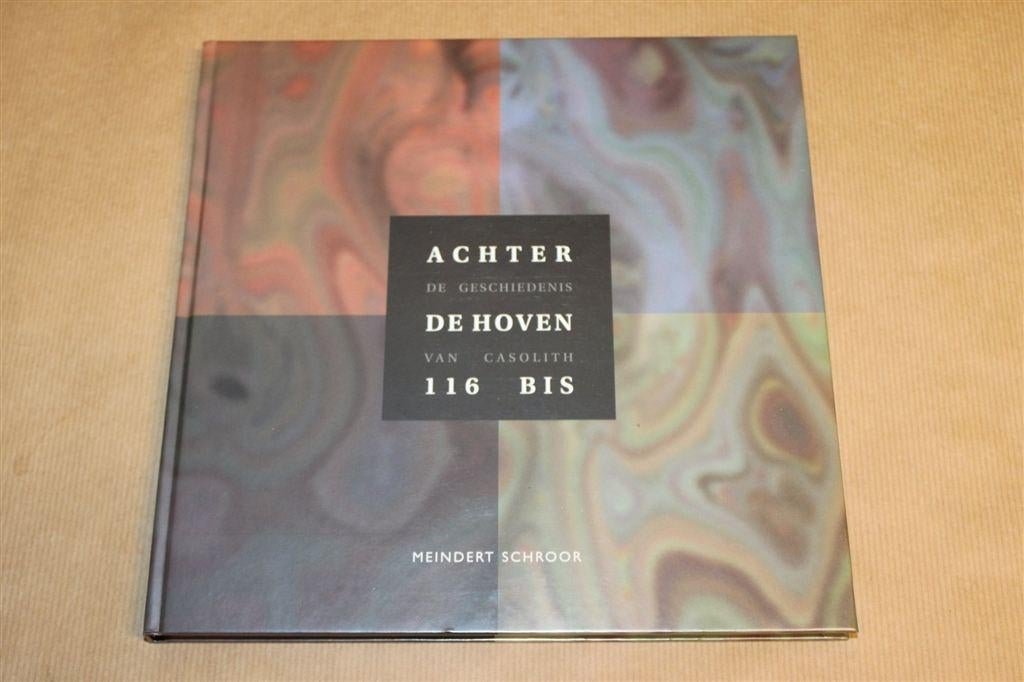 ACHTER
DE GESCHIEDENIS
DE HOVEN
VAN CASOLITH
116 BIS
MEINDERT SCHROOR